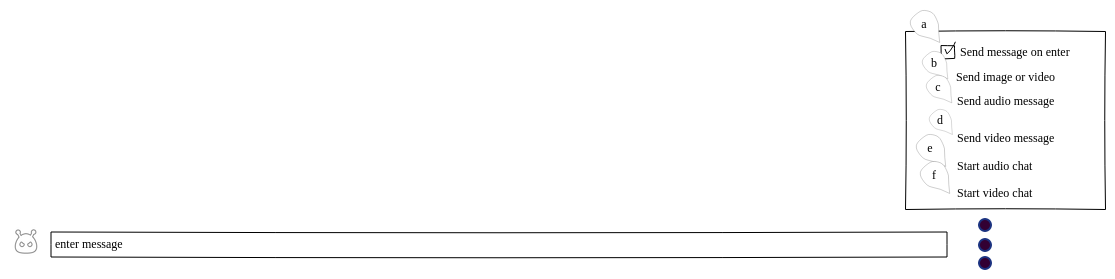 a
Send message on enter
b
Send image or video
c
Send audio message
d
Send video message
e
Start audio chat
f
Start video chat
enter message